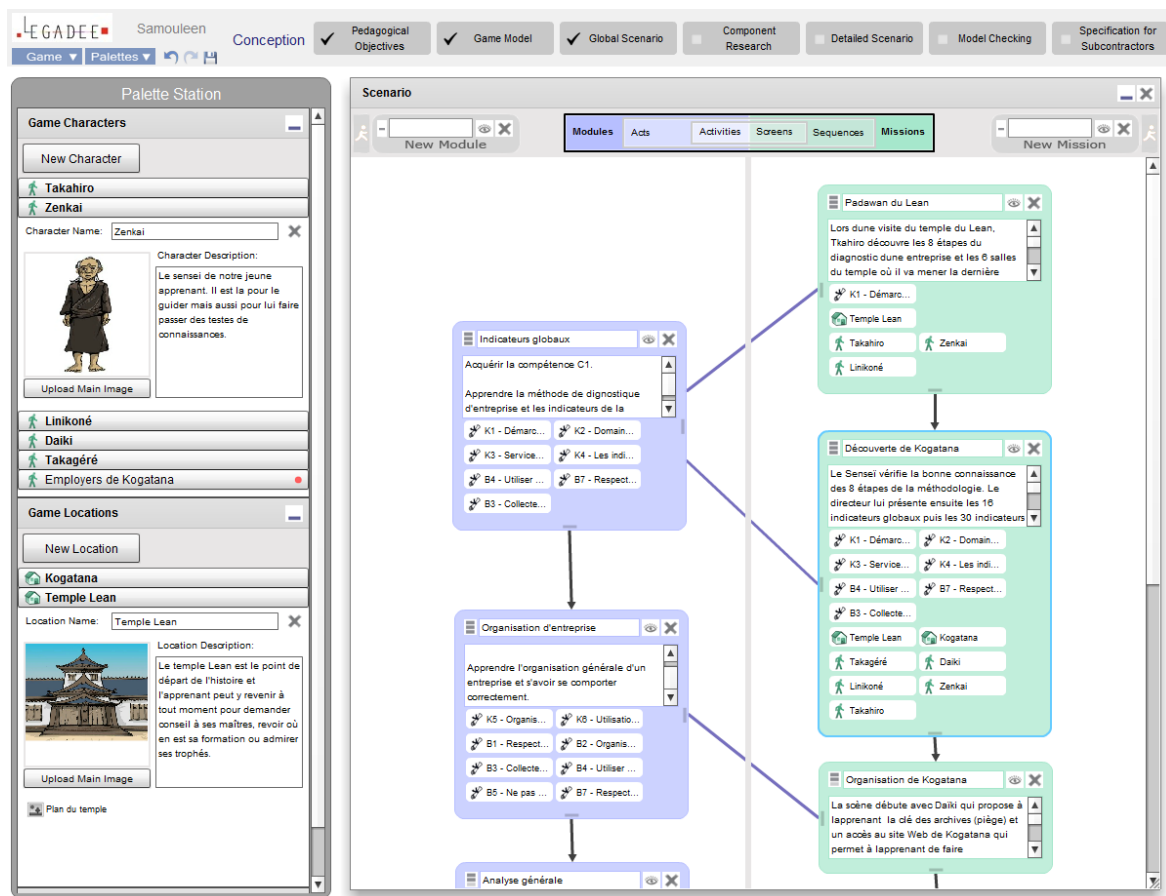 LEGADEE
Samouleen
Conception
Pedagogical
Objectives
Game Model
Global Scenario
Component
Research
Detailed Scenario
Model Checking
Specification for
Subcontractors
Game ▼
Palettes ▼
Palette Station
Game Characters
New Character
Takahiro
Zenkai
Character Name: Zenkai
Character Description:
Le sensei de notre jeune
apprenant. Il est la pour le
guider mais aussi pour lui faire
passer des testes de
connaissances.
Upload Main Image
Linikoné
Daiki
Takagéré
Employers de Kogatana
Game Locations
New Location
Kogatana
Temple Lean
Location Name: Temple Lean
Location Description:
Le temple Lean est le point de
départ de l'histoire et
l'apprenant peut y revenir à
tout moment pour demander
conseil à ses maîtres, revoir où
en est sa formation ou admirer
ses trophés.
Upload Main Image
Plan du temple
Scenario
New Module
Modules Acts Activities Screens Sequences Missions
New Mission
Indicateurs globaux
Acquérir la compétence C1.
Apprendre la méthode de dignostique
d'entreprise et les indicateurs de la
K1 - Démarc... K2 - Domain...
K3 - Service... K4 - Les indi...
B4 - Utiliser ... B7 - Respect...
B3 - Collecte...
Organisation d'entreprise
Apprendre l'organisation générale d'un
entreprise et s'avoir se comporter
correctement.
K5 - Organis... K6 - Utilisatio...
B1 - Respect... B2 - Organis...
B3 - Collecte... B4 - Utiliser ...
B5 - Ne pas ... B7 - Respect...
Analyse générale
Padawan du Lean
Lors dune visite du temple du Lean,
Tkahiro découvre les 8 étapes du
diagnostic dune entreprise et les 6 salles
du temple où il va mener la dernière
K1 - Démarc...
Temple Lean
Takahiro Zenkai
Linikoné
Découverte de Kogatana
Le Senseï vérifie la bonne connaissance
des 8 étapes de la méthodologie. Le
directeur lui présente ensuite les 16
indicateurs globaux puis les 30 indicateurs
K1 - Démarc... K2 - Domain...
K3 - Service... K4 - Les indi...
B4 - Utiliser ... B7 - Respect...
B3 - Collecte...
Temple Lean Kogatana
Takagéré Daiki
Linikoné Zenkai
Takahiro
Organisation de Kogatana
La scène débute avec Daiki qui propose à
lapprenant la clé des archives (piège) et
un accès au site Web de Kogatana qui
permet à lapprenant de faire